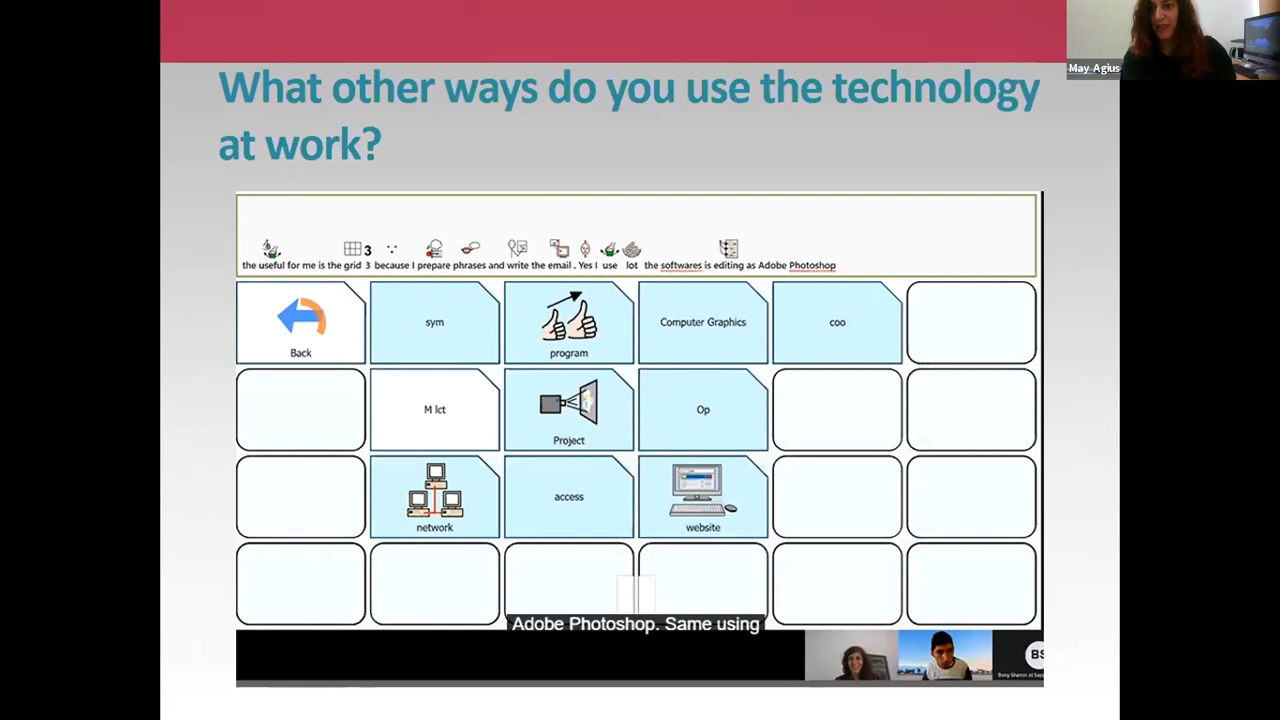 May Agius
What other ways do you use the technology
at work?
3
the useful for me is the grid 3 because I prepare phrases and write the email . Yes I use lot the softwares is editing as Adobe Photoshop
Back
sym
program
Computer Graphics
coo
M lct
Project
Op
network
access
website
Adobe Photoshop. Same using
BS